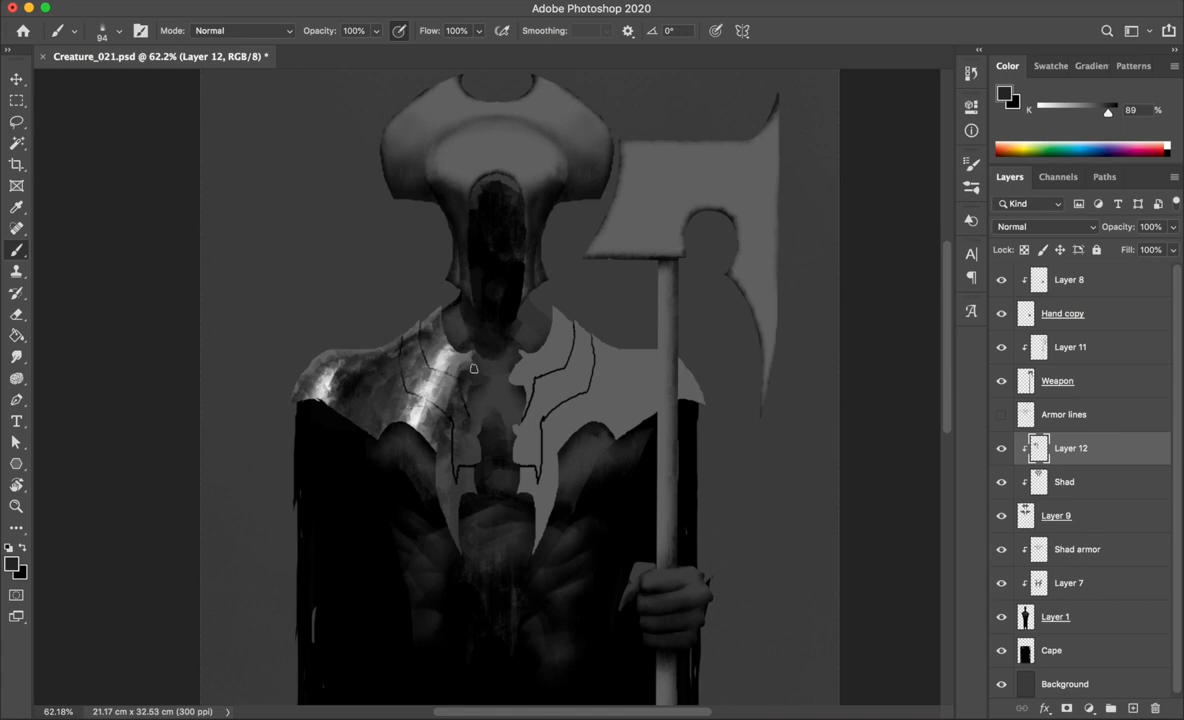 Adobe Photoshop 2020
94 Mode: Normal Opacity: 100% Flow: 100% Smoothing: 0°
Creature_021.psd @ 62.2% (Layer 12, RGB/8) *
Color Swatche Gradien Patterns
K 89 %
Layers Channels Paths
Kind
Normal Opacity: 100%
Lock: Fill: 100%
Layer 8
Hand copy
Layer 11
Weapon
Armor lines
Layer 12
Shad
Layer 9
Shad armor
Layer 7
Layer 1
Cape
Background
62.18% 21.17 cm x 32.53 cm (300 ppi)